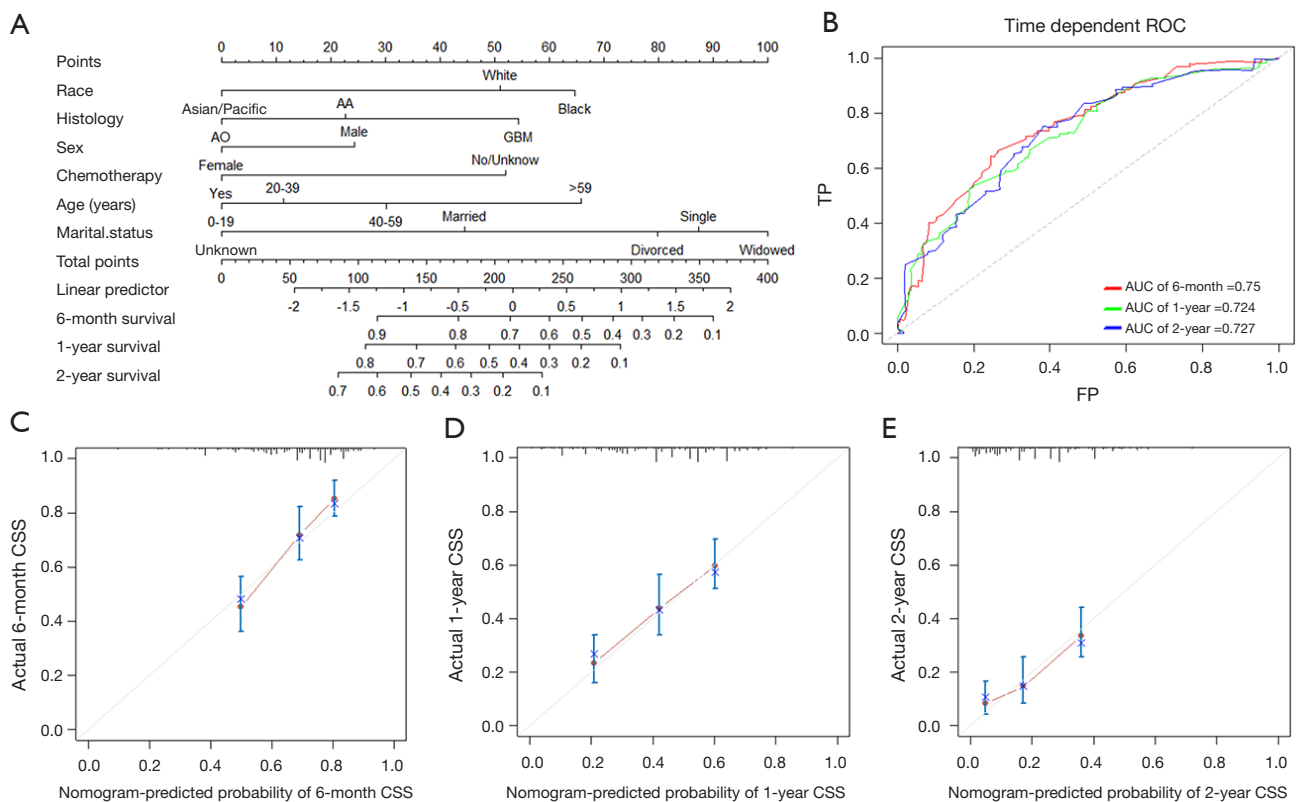 A
Points
0 10 20 30 40 50 60 70 80 90 100
White
Race
Asian/Pacific AA Black
Histology
AO Male GBM
Sex
Female No/Unknow
Chemotherapy
Yes 20-39 >59
Age (years)
0-19 40-59 Married Single
Marital.status
Unknown Divorced Widowed
Total points
0 50 100 150 200 250 300 350 400
Linear predictor
-2 -1.5 -1 -0.5 0 0.5 1 1.5 2
6-month survival
0.9 0.8 0.7 0.6 0.5 0.4 0.3 0.2 0.1
1-year survival
0.8 0.7 0.6 0.5 0.4 0.3 0.2 0.1
2-year survival
0.7 0.6 0.5 0.4 0.3 0.2 0.1
B
Time dependent ROC
TP
1.0
0.8
0.6
0.4
0.2
0.0
AUC of 6-month =0.75
AUC of 1-year =0.724
AUC of 2-year =0.727
0.0 0.2 0.4 0.6 0.8 1.0
FP
C
Actual 6-month CSS
1.0
0.8
0.6
0.4
0.2
0.0
0.0 0.2 0.4 0.6 0.8 1.0
Nomogram-predicted probability of 6-month CSS
D
Actual 1-year CSS
1.0
0.8
0.6
0.4
0.2
0.0
0.0 0.2 0.4 0.6 0.8 1.0
Nomogram-predicted probability of 1-year CSS
E
Actual 2-year CSS
1.0
0.8
0.6
0.4
0.2
0.0
0.0 0.2 0.4 0.6 0.8 1.0
Nomogram-predicted probability of 2-year CSS